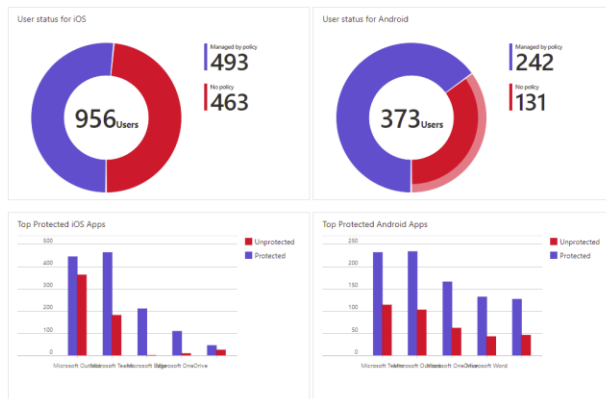 User status for iOS
Managed by policy
493
No policy
463
956Users
User status for Android
Managed by policy
242
No policy
131
373Users
Top Protected iOS Apps
500
400
300
200
100
0
Unprotected
Protected
Microsoft Outlook
Microsoft Teams
Microsoft Edge
Microsoft OneDrive
Top Protected Android Apps
250
200
150
100
50
0
Unprotected
Protected
Microsoft Teams
Microsoft Outlook
Microsoft OneDrive
Microsoft Word